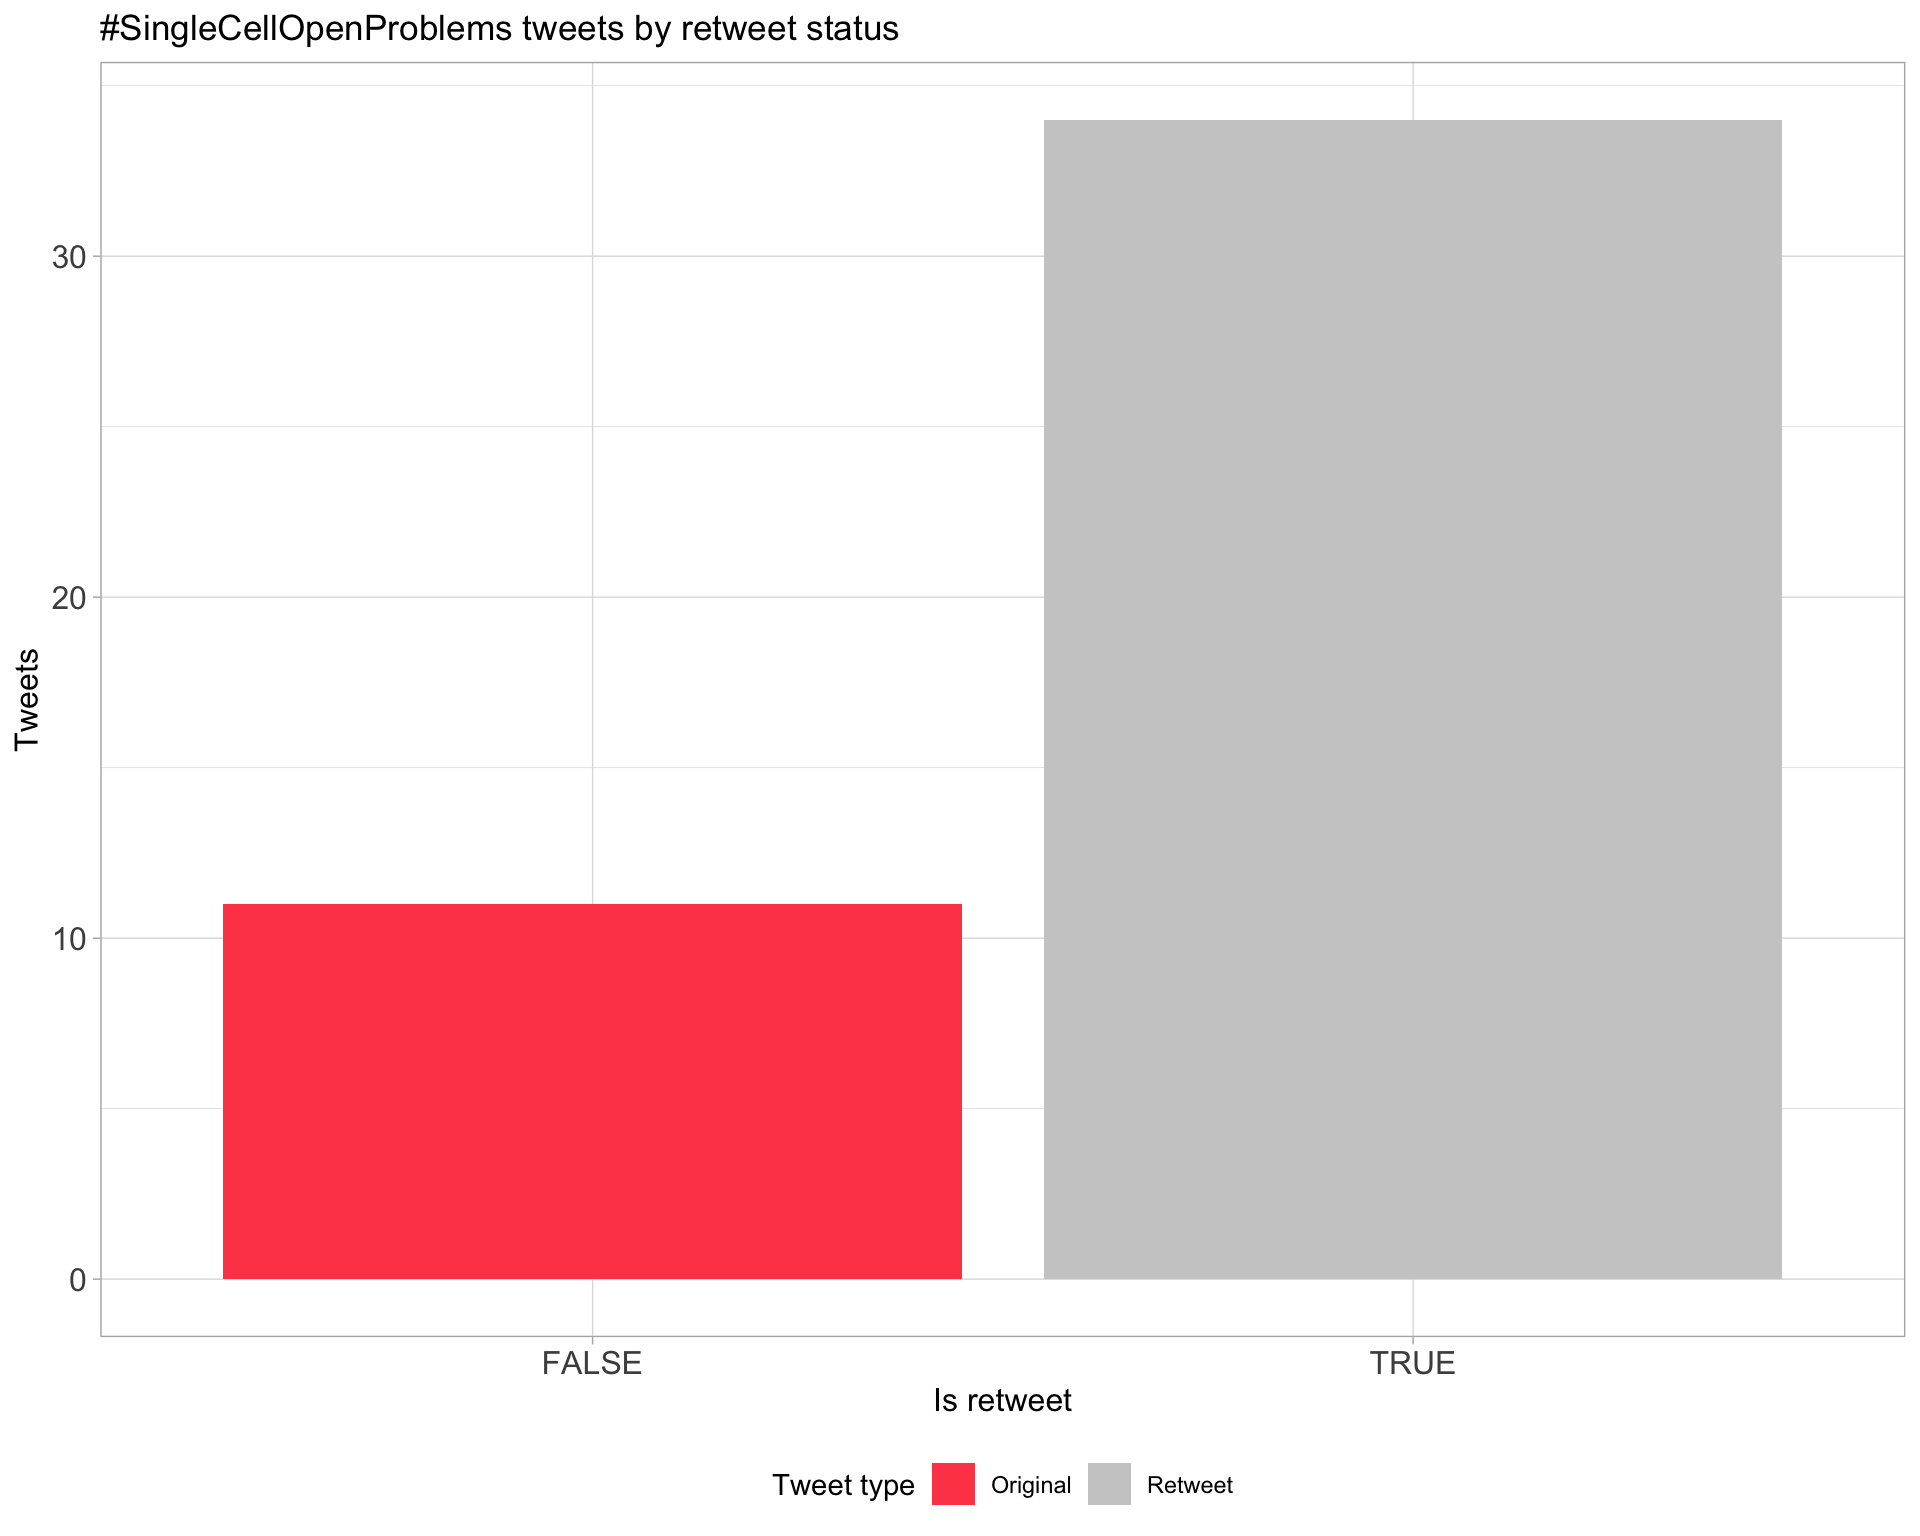 #SingleCellOpenProblems tweets by retweet status
30
20
10
0
Tweets
FALSE TRUE
Is retweet
Tweet type Original Retweet